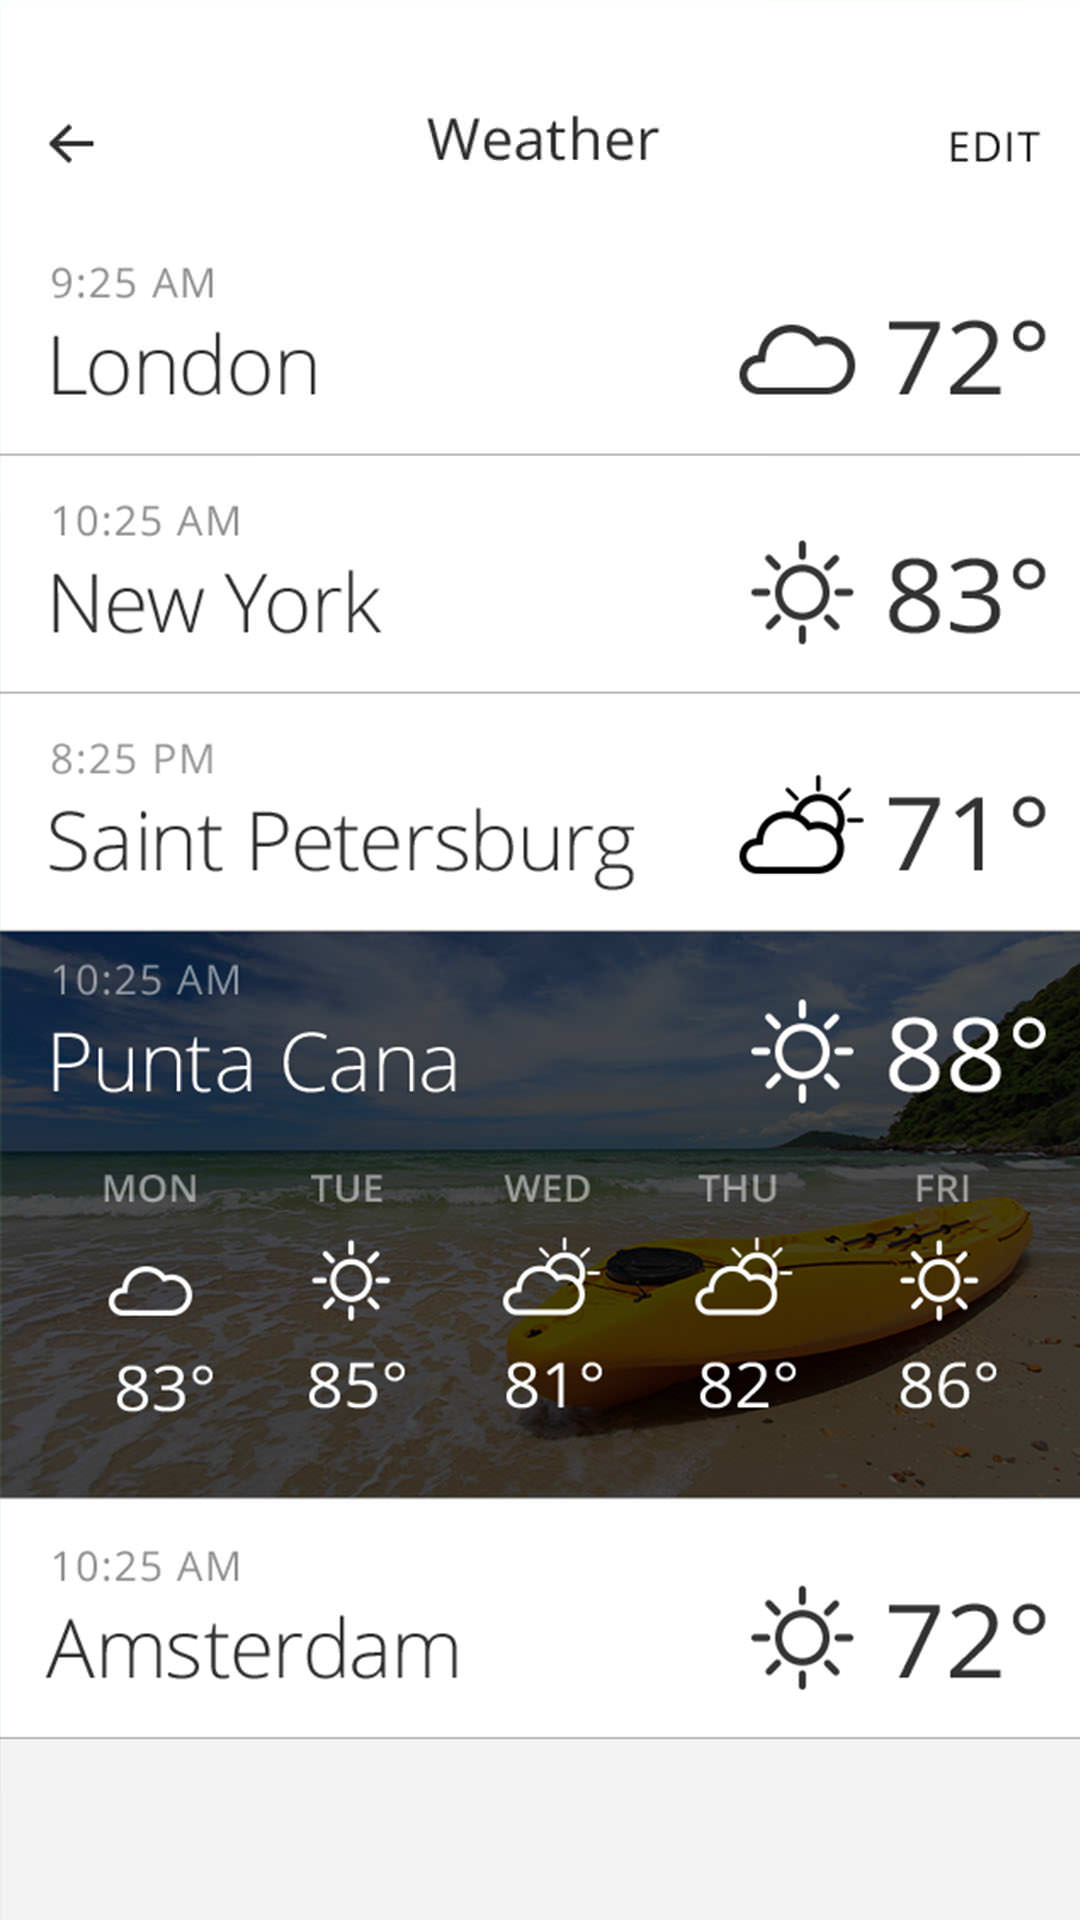 Weather
EDIT
9:25 AM
London
72°
10:25 AM
New York
83°
8:25 PM
Saint Petersburg
71°
10:25 AM
Punta Cana
88°
MON TUE WED THU FRI
83° 85° 81° 82° 86°
10:25 AM
Amsterdam
72°